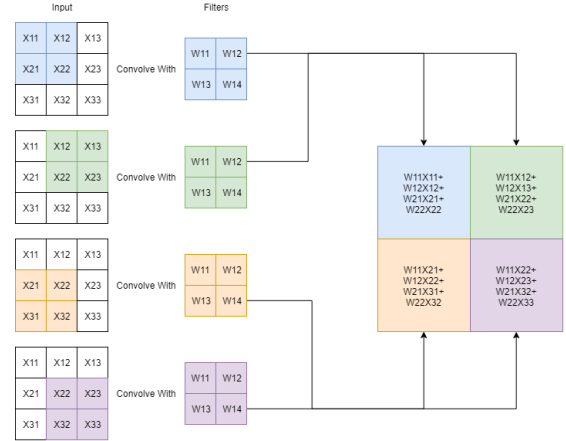 Input Filters
X11 X12 X13
X21 X22 X23
X31 X32 X33
Convolve With
W11 W12
W13 W14
X11 X12 X13
X21 X22 X23
X31 X32 X33
Convolve With
W11 W12
W13 W14
X11 X12 X13
X21 X22 X23
X31 X32 X33
Convolve With
W11 W12
W13 W14
X11 X12 X13
X21 X22 X23
X31 X32 X33
Convolve With
W11 W12
W13 W14
W11X11+
W12X12+
W21X21+
W22X22
W11X12+
W12X13+
W21X22+
W22X23
W11X21+
W12X22+
W21X31+
W22X32
W11X22+
W12X23+
W21X32+
W22X33